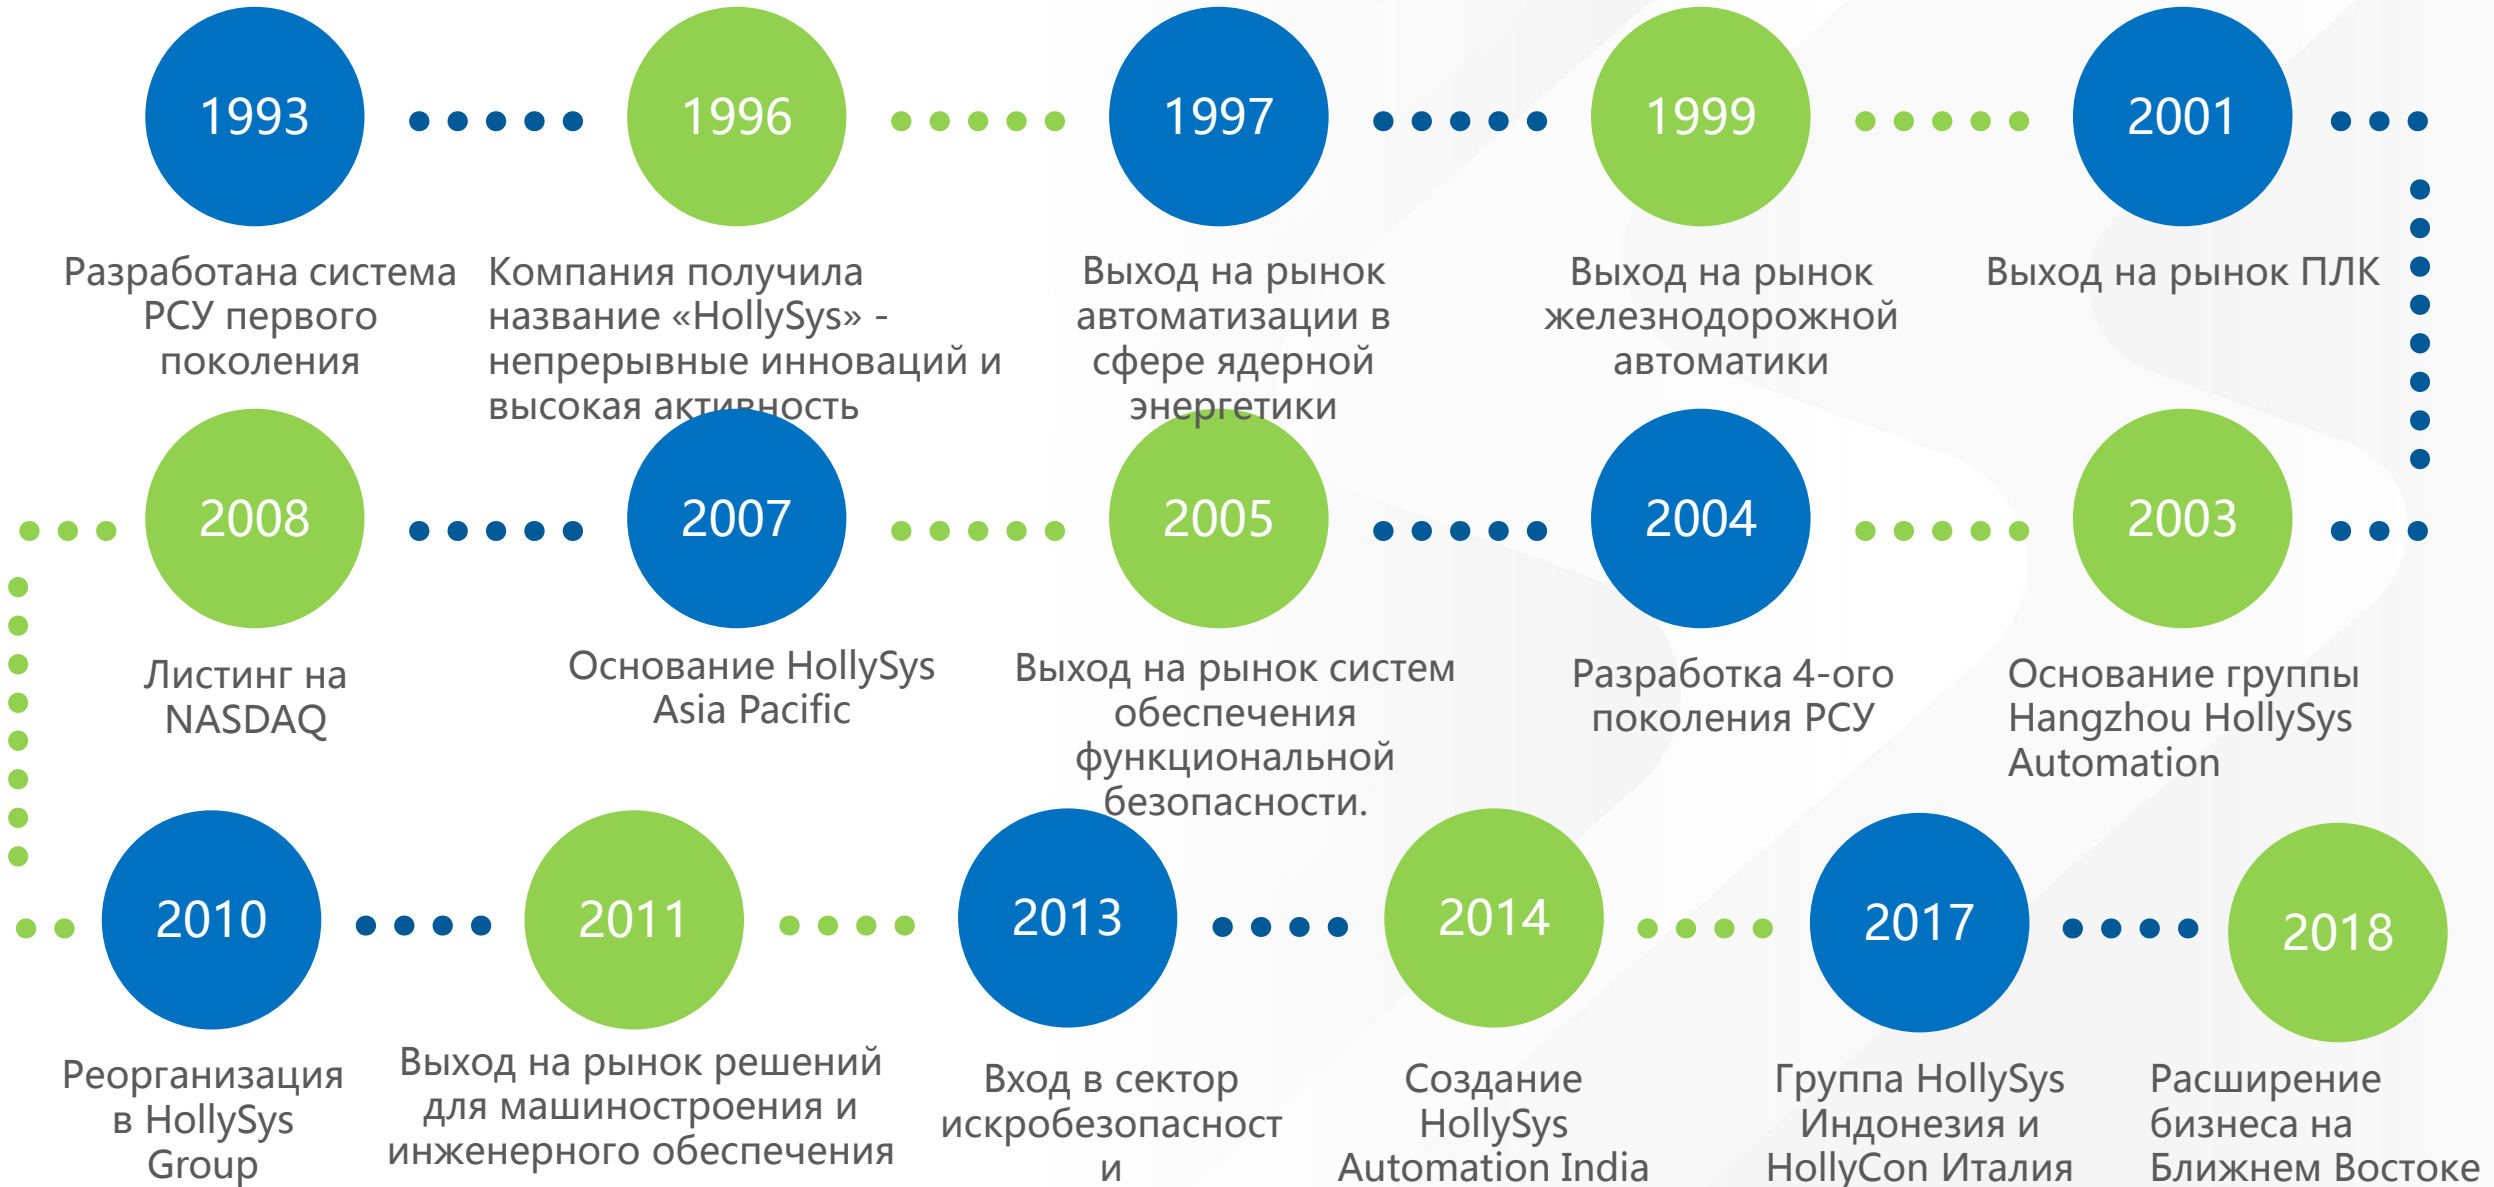 1993
1996
1997
1999
2001
Разработана система
РСУ первого
поколения
Компания получила
название «HollySys» -
непрерывные инноваций и
высокая активность
Выход на рынок
автоматизации в
сфере ядерной
энергетики
Выход на рынок
железнодорожной
автоматики
Выход на рынок ПЛК
2008
2007
2005
2004
2003
Листинг на
NASDAQ
Основание HollySys
Asia Pacific
Выход на рынок систем
обеспечения
функциональной
безопасности.
Разработка 4-ого
поколения РСУ
Основание группы
Hangzhou HollySys
Automation
2010
2011
2013
2014
2017
2018
Реорганизация
в HollySys
Group
Выход на рынок решений
для машиностроения и
инженерного обеспечения
Вход в сектор
искробезопасност
и
Создание
HollySys
Automation India
Группа HollySys
Индонезия и
HollyCon Италия
Расширение
бизнеса на
Ближнем Востоке